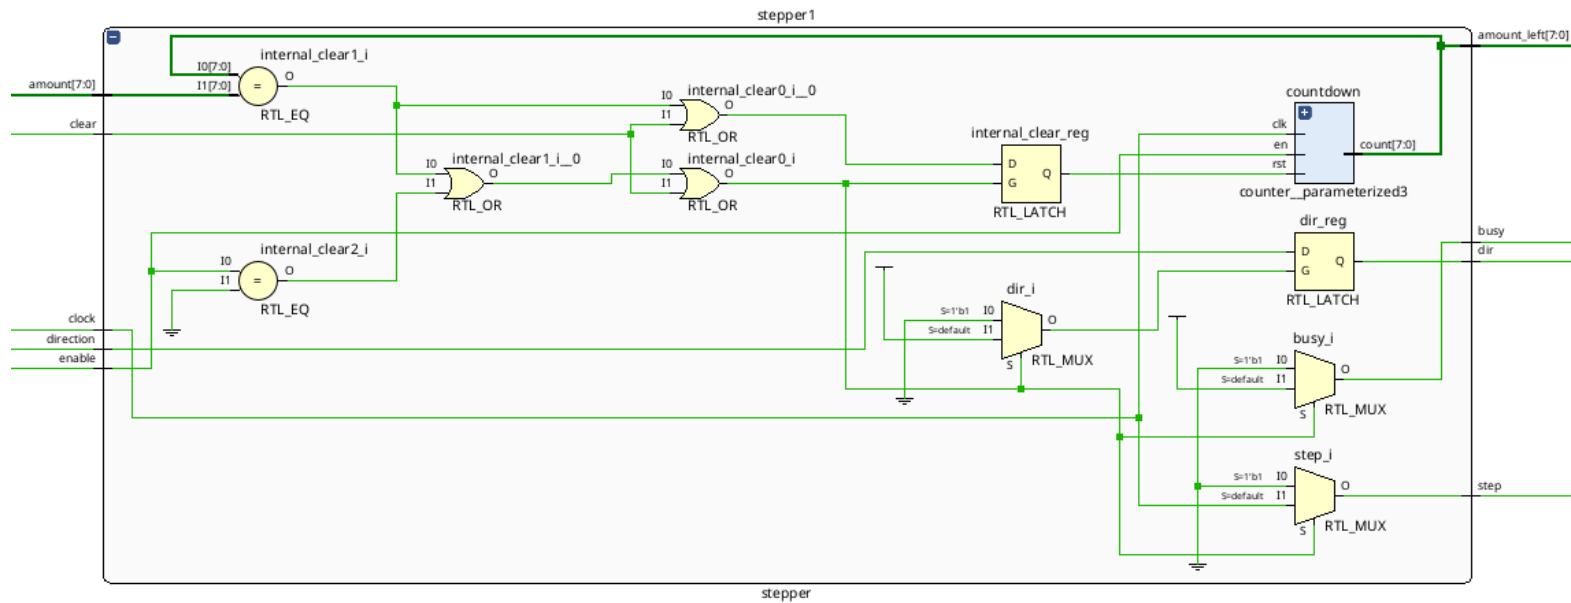 stepper1
amount_left[7:0]
internal_clear1_i
I0[7:0]
I1[7:0]
O
=
RTL_EQ
amount[7:0]
clear
internal_clear0_i__0
I0
I1
O
RTL_OR
countdown
clk
en
rst
count[7:0]
counter__parameterized3
internal_clear_reg
D
G
Q
RTL_LATCH
internal_clear1_i__0
I0
I1
O
RTL_OR
internal_clear0_i
I0
I1
O
RTL_OR
dir_reg
D
G
Q
RTL_LATCH
busy
dir
internal_clear2_i
I0
I1
O
=
RTL_EQ
clock
direction
enable
dir_i
S=1'b1 I0
S=default I1
O
S
RTL_MUX
busy_i
S=1'b1 I0
S=default I1
O
S
RTL_MUX
step_i
S=1'b1 I0
S=default I1
O
S
RTL_MUX
step
stepper